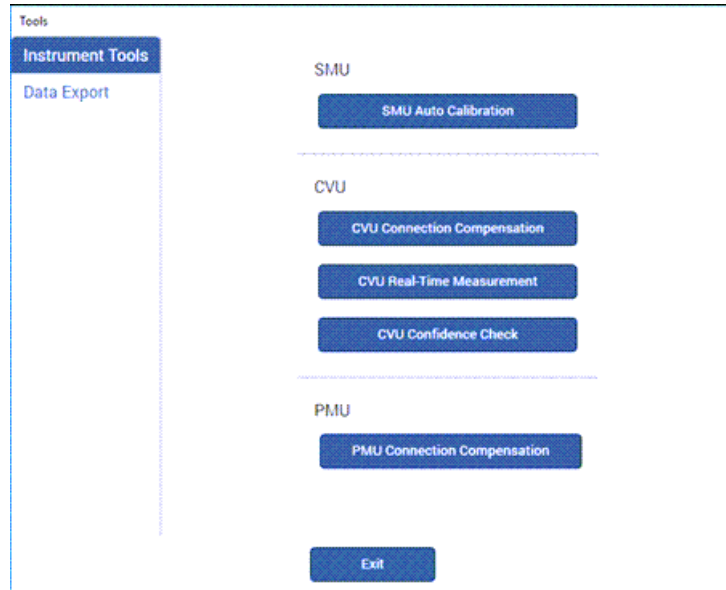 Tools
Instrument Tools
Data Export
SMU
SMU Auto Calibration
CVU
CVU Connection Compensation
CVU Real-Time Measurement
CVU Confidence Check
PMU
PMU Connection Compensation
Exit